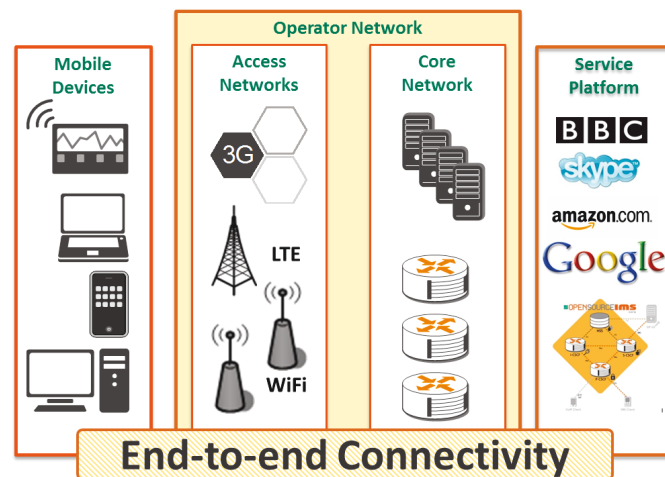 Operator Network
Mobile
Devices
Access
Networks
3G
LTE
WiFi
Core
Network
Service
Platform
BBC
skype
amazon.com.
Google
OPENSOURCEIMS
End-to-end Connectivity